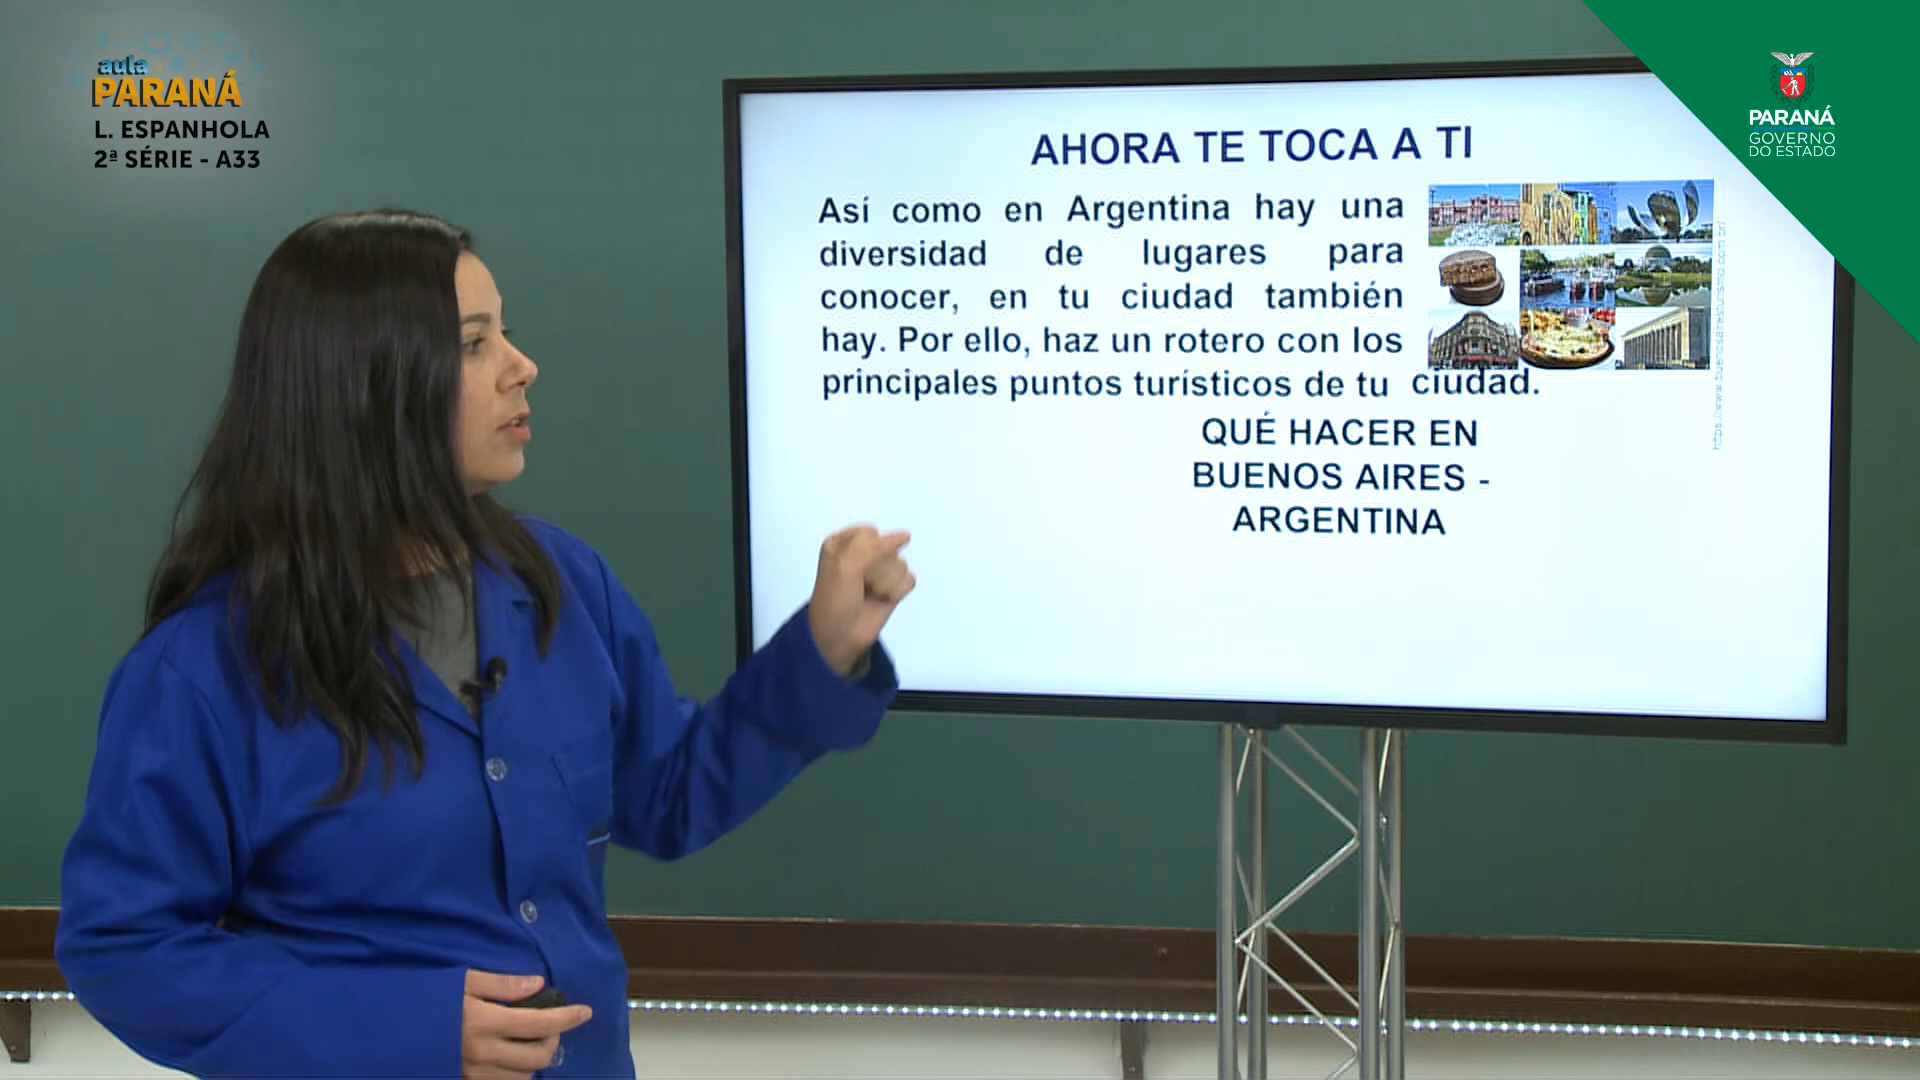 aula
PARANÁ
L. ESPANHOLA
2ª SÉRIE - A33
PARANÁ
GOVERNO
DO ESTADO
AHORA TE TOCA A TI
Así como en Argentina hay una
diversidad de lugares para
conocer, en tu ciudad también
hay. Por ello, haz un rotero con los
principales puntos turísticos de tu ciudad.
QUÉ HACER EN
BUENOS AIRES -
ARGENTINA